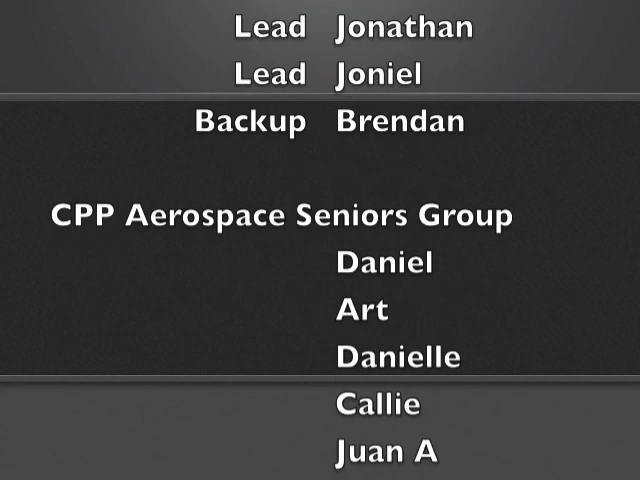 Lead Jonathan
Lead Joniel
Backup Brendan
CPP Aerospace Seniors Group
Daniel
Art
Danielle
Callie
Juan A